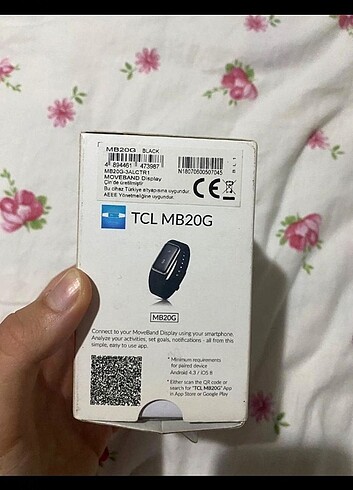 MB20G BLACK
4 894461 473987
N18070600507045
MB20G-3ALCTR1
MOVEBAND Display
Çin'de üretilmiştir
Bu cihaz Türkiye altyapısına uygundur.
AEEE Yönetmeliğine uygundur.
CE
TCL MB20G
MB20G
Connect to your MoveBand Display using your smartphone.
Analyze your activities, set goals, notifications - all from this
simple, easy to use app.
* Minimum requirements
for paired device
Android 4.3 / iOS 8
* Either scan the QR code or
search for "TCL MB20G" App
in App Store or Google Play